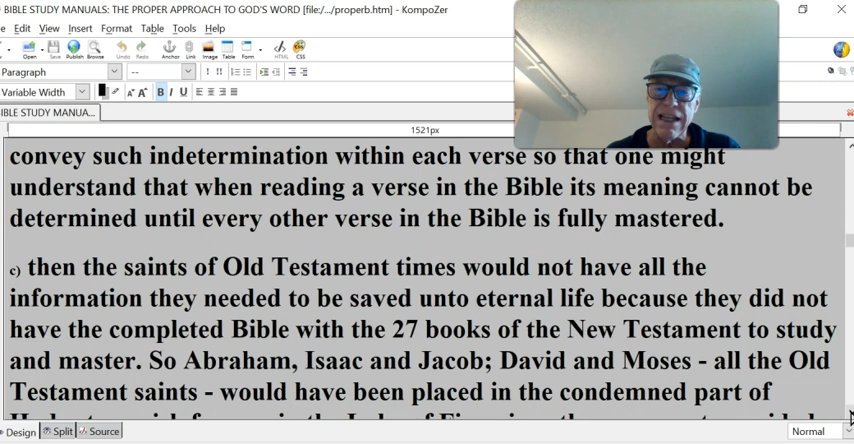 BIBLE STUDY MANUALS: THE PROPER APPROACH TO GOD'S WORD [file:/.../properb.htm] - KompoZer
Edit View Insert Format Table Tools Help
Open Save Publish Browse Undo Redo Anchor Link Image Table Form HTML CSS
Paragraph --
Variable Width A A B I U
IBLE STUDY MANUA...
1521px
convey such indetermination within each verse so that one might
understand that when reading a verse in the Bible its meaning cannot be
determined until every other verse in the Bible is fully mastered.
c) then the saints of Old Testament times would not have all the
information they needed to be saved unto eternal life because they did not
have the completed Bible with the 27 books of the New Testament to study
and master. So Abraham, Isaac and Jacob; David and Moses - all the Old
Testament saints - would have been placed in the condemned part of
Design Split Source Normal